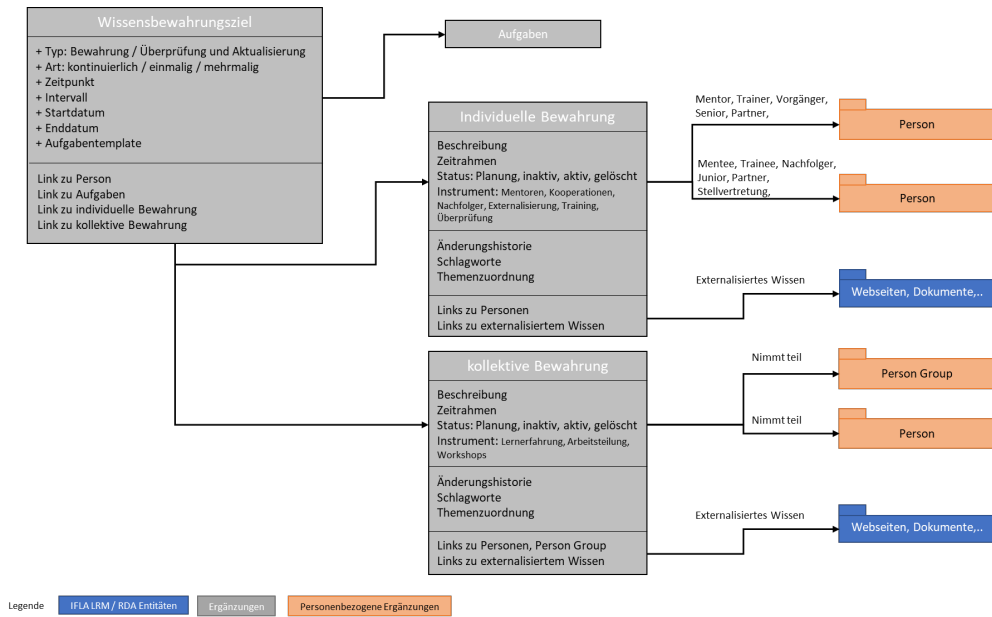 Wissensbewahrungsziel
+ Typ: Bewahrung / Überprüfung und Aktualisierung
+ Art: kontinuierlich / einmalig / mehrmalig
+ Zeitpunkt
+ Intervall
+ Startdatum
+ Enddatum
+ Aufgabentemplate
Link zu Person
Link zu Aufgaben
Link zu individuelle Bewahrung
Link zu kollektive Bewahrung
Aufgaben
Individuelle Bewahrung
Beschreibung
Zeitrahmen
Status: Planung, inaktiv, aktiv, gelöscht
Instrument: Mentoren, Kooperationen,
Nachfolger, Externalisierung, Training,
Überprüfung
Änderungshistorie
Schlagworte
Themenzuordnung
Links zu Personen
Links zu externalisiertem Wissen
Mentor, Trainer, Vorgänger,
Senior, Partner,
Person
Mentee, Trainee, Nachfolger,
Junior, Partner,
Stellvertretung,
Person
Externalisiertes Wissen
Webseiten, Dokumente,..
kollektive Bewahrung
Beschreibung
Zeitrahmen
Status: Planung, inaktiv, aktiv, gelöscht
Instrument: Lernerfahrung, Arbeitsteilung,
Workshops
Änderungshistorie
Schlagworte
Themenzuordnung
Links zu Personen, Person Group
Links zu externalisiertem Wissen
Nimmt teil
Person Group
Nimmt teil
Person
Externalisiertes Wissen
Webseiten, Dokumente,..
Legende
IFLA LRM / RDA Entitäten
Ergänzungen
Personenbezogene Ergänzungen